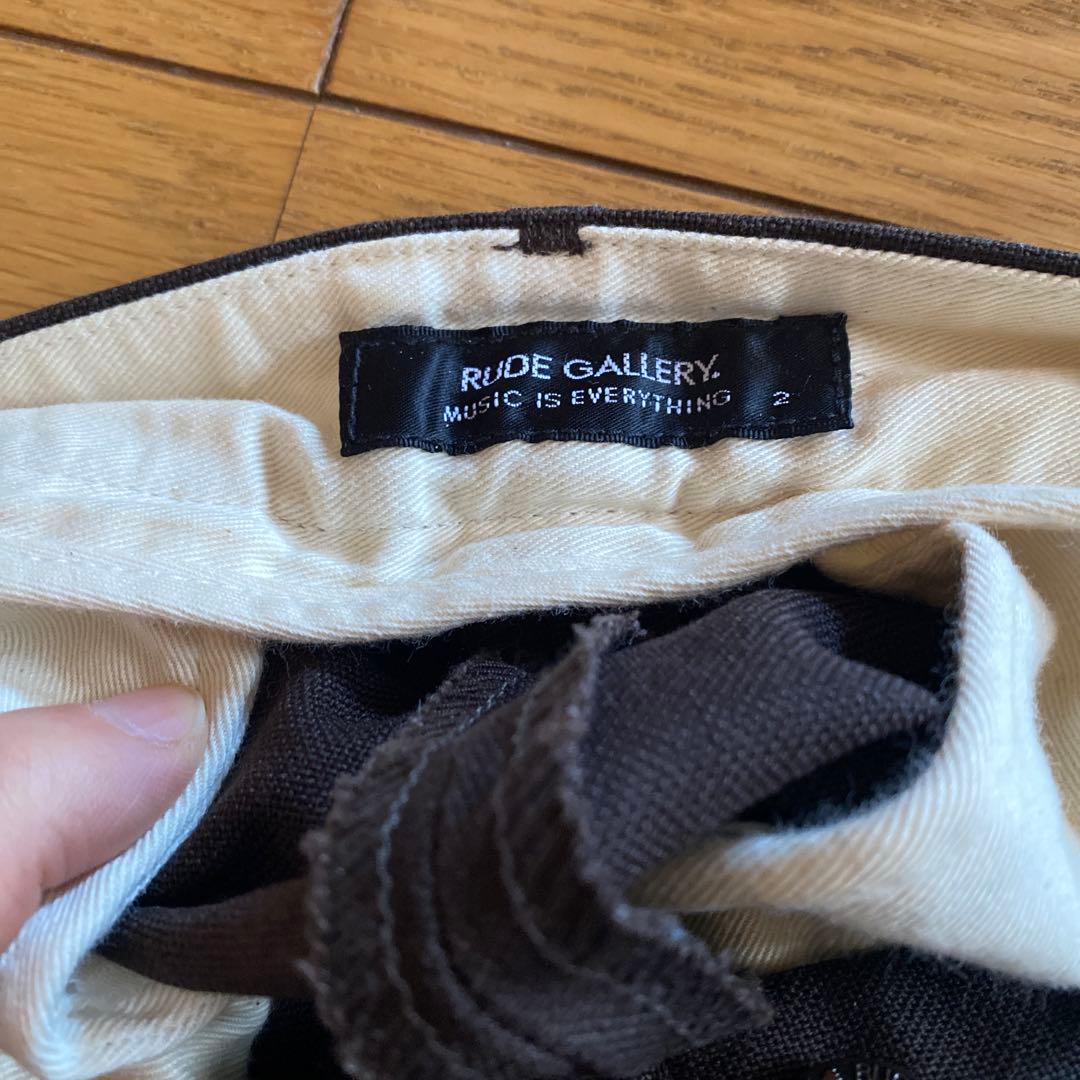 RUDE GALLERY.
MUSIC IS EVERYTHING 2